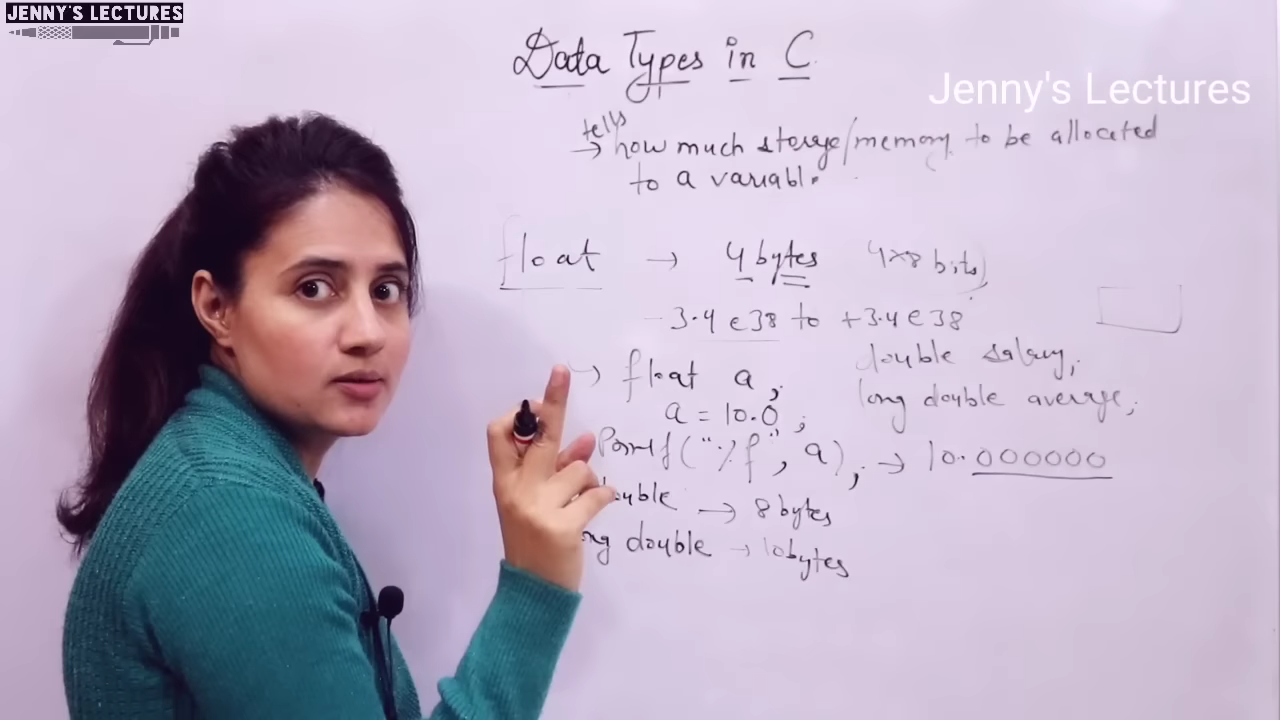 JENNY'S LECTURES
Data Types in C
Jenny's Lectures
tells
→ how much storage/memory to be allocated
to a variable.
float → 4 bytes 4×8 bits)
-3.4 e38 to +3.4 e38
→ float a; double salary;
a = 10.0; long double average;
Printf("%f", a); → 10.000000
double → 8 bytes
ng double → 10bytes